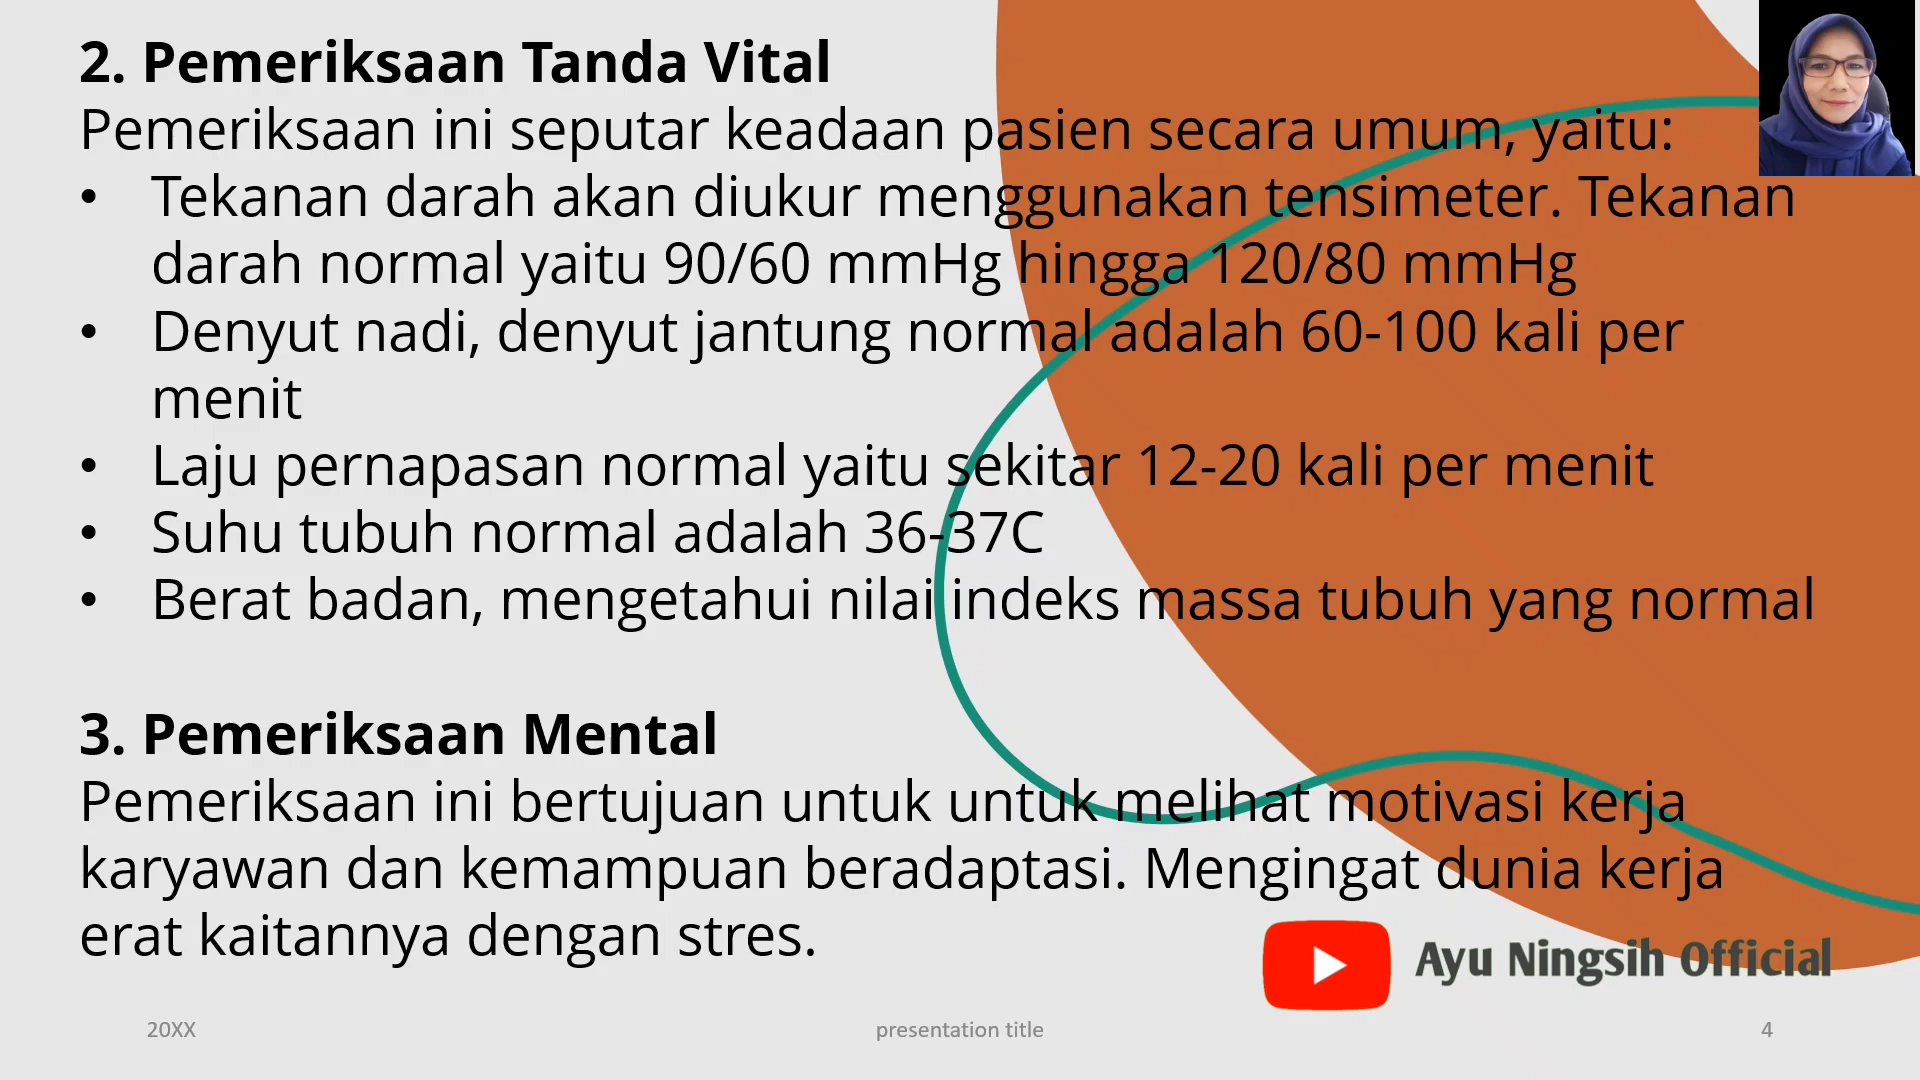 2. Pemeriksaan Tanda Vital
Pemeriksaan ini seputar keadaan pasien secara umum, yaitu:
• Tekanan darah akan diukur menggunakan tensimeter. Tekanan
darah normal yaitu 90/60 mmHg hingga 120/80 mmHg
• Denyut nadi, denyut jantung normal adalah 60-100 kali per
menit
• Laju pernapasan normal yaitu sekitar 12-20 kali per menit
• Suhu tubuh normal adalah 36-37C
• Berat badan, mengetahui nilai indeks massa tubuh yang normal
3. Pemeriksaan Mental
Pemeriksaan ini bertujuan untuk untuk melihat motivasi kerja
karyawan dan kemampuan beradaptasi. Mengingat dunia kerja
erat kaitannya dengan stres.
Ayu Ningsih Official
20XX
presentation title
4